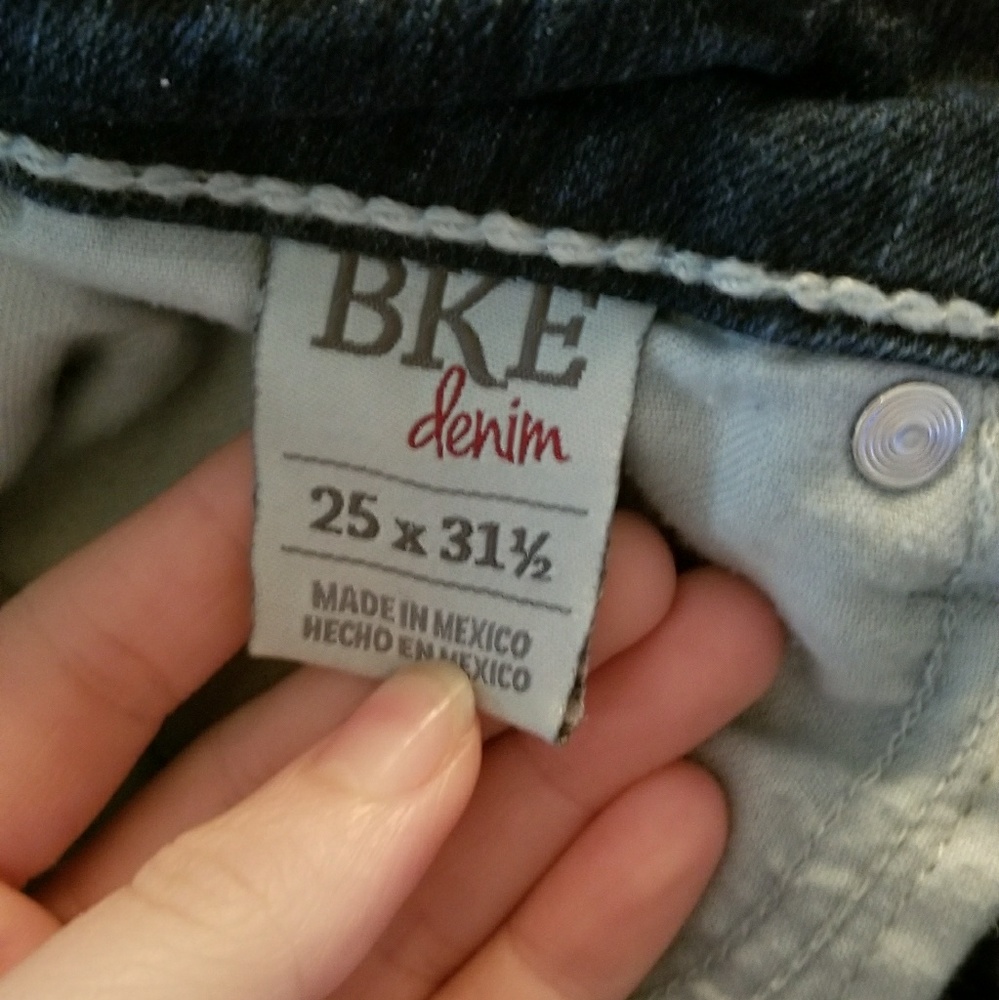 BKE
denim
25 x 31½
MADE IN MEXICO
HECHO EN MEXICO